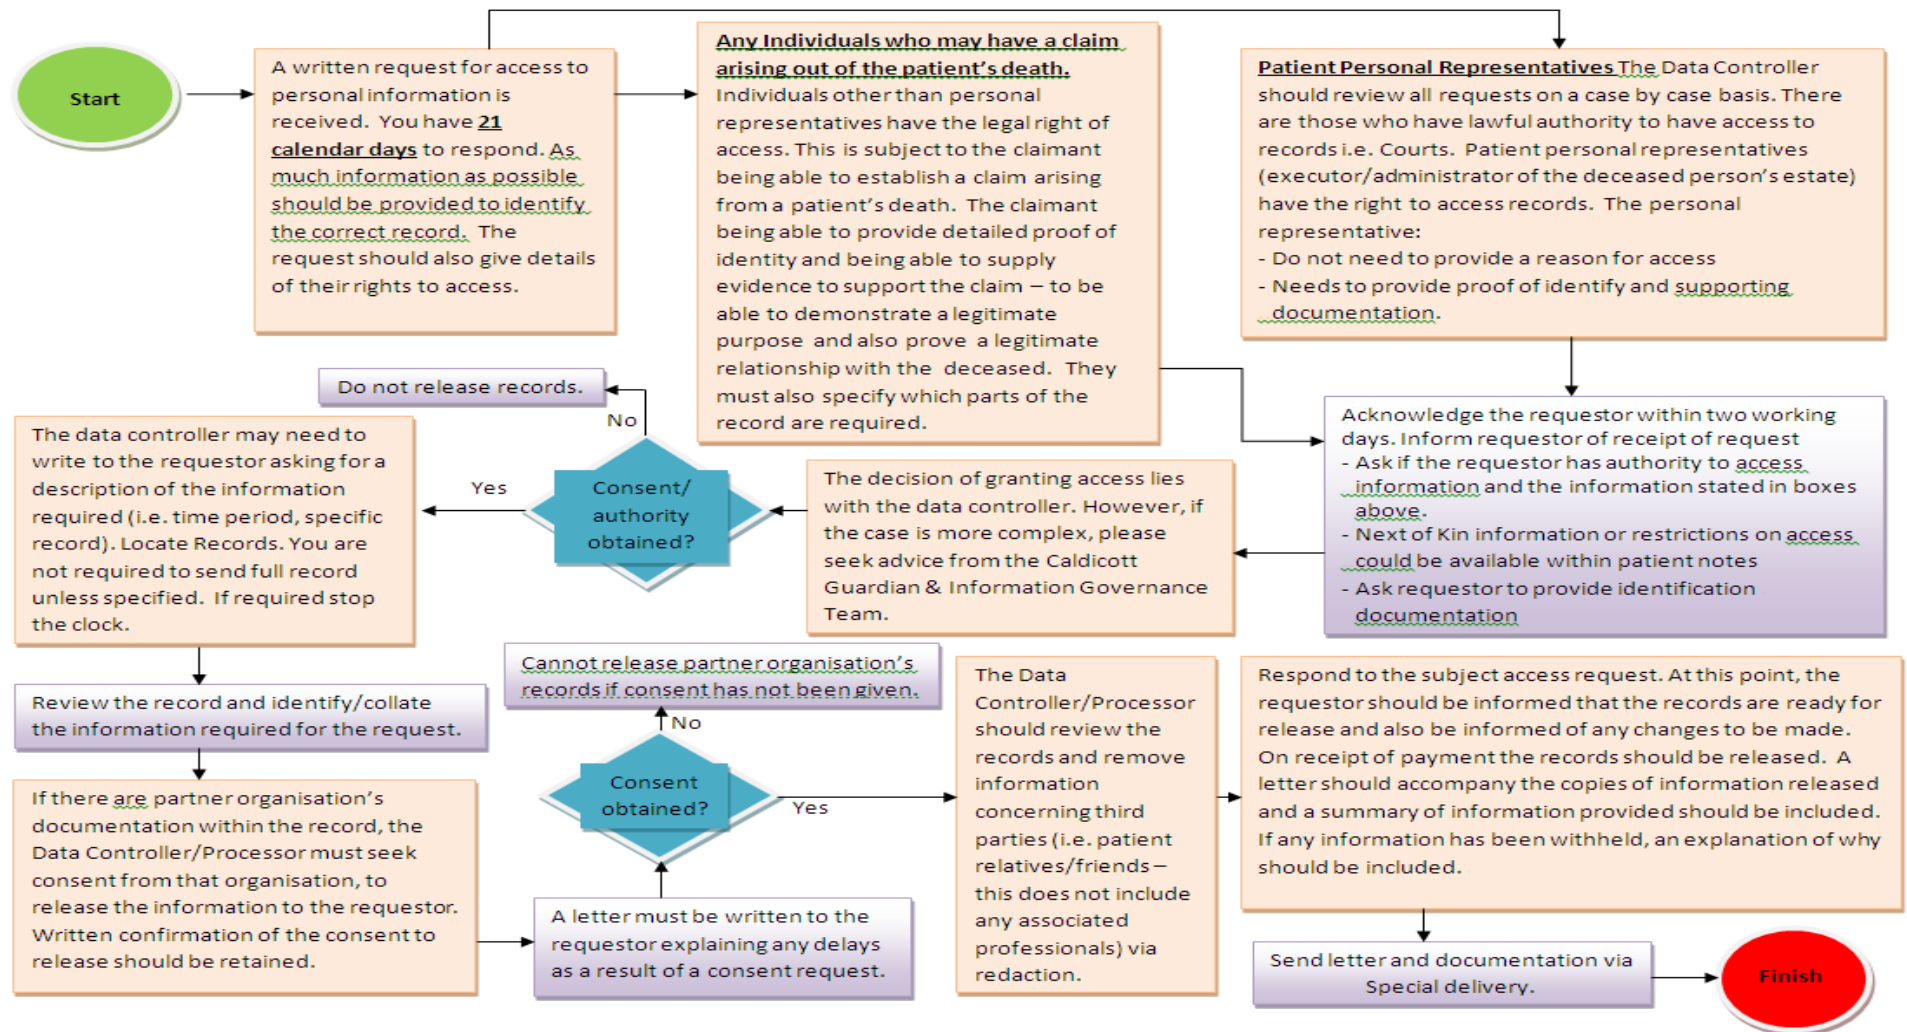 Start
A written request for access to
personal information is
received.  You have 21
calendar days to respond. As
much information as possible
should be provided to identify
the correct record.  The
request should also give details
of their rights to access.
Any Individuals who may have a claim
arising out of the patient's death.
Individuals other than personal
representatives have the legal right of
access. This is subject to the claimant
being able to establish a claim arising
from a patient's death.  The claimant
being able to provide detailed proof of
identity and being able to supply
evidence to support the claim – to be
able to demonstrate a legitimate
purpose and also prove a legitimate
relationship with the deceased.  They
must also specify which parts of the
record are required.
Patient Personal Representatives The Data Controller
should review all requests on a case by case basis. There
are those who have lawful authority to have access to
records i.e. Courts.  Patient personal representatives
(executor/administrator of the deceased person's estate)
have the right to access records.  The personal
representative:
- Do not need to provide a reason for access
- Needs to provide proof of identify and supporting
documentation.
Acknowledge the requestor within two working
days. Inform requestor of receipt of request
- Ask if the requestor has authority to access
information and the information stated in boxes
above.
- Next of Kin information or restrictions on access
could be available within patient notes
- Ask requestor to provide identification
documentation
The decision of granting access lies
with the data controller. However, if
the case is more complex, please
seek advice from the Caldicott
Guardian & Information Governance
Team.
Consent/
authority
obtained?
No
Do not release records.
Yes
The data controller may need to
write to the requestor asking for a
description of the information
required (i.e. time period, specific
record). Locate Records. You are
not required to send full record
unless specified.  If required stop
the clock.
Review the record and identify/collate
the information required for the request.
If there are partner organisation's
documentation within the record, the
Data Controller/Processor must seek
consent from that organisation, to
release the information to the requestor.
Written confirmation of the consent to
release should be retained.
A letter must be written to the
requestor explaining any delays
as a result of a consent request.
Consent
obtained?
No
Cannot release partner organisation's
records if consent has not been given.
Yes
The Data
Controller/Processor
should review the
records and remove
information
concerning third
parties (i.e. patient
relatives/friends –
this does not include
any associated
professionals) via
redaction.
Respond to the subject access request. At this point, the
requestor should be informed that the records are ready for
release and also be informed of any changes to be made.
On receipt of payment the records should be released.  A
letter should accompany the copies of information released
and a summary of information provided should be included.
If any information has been withheld, an explanation of why
should be included.
Send letter and documentation via
Special delivery.
Finish